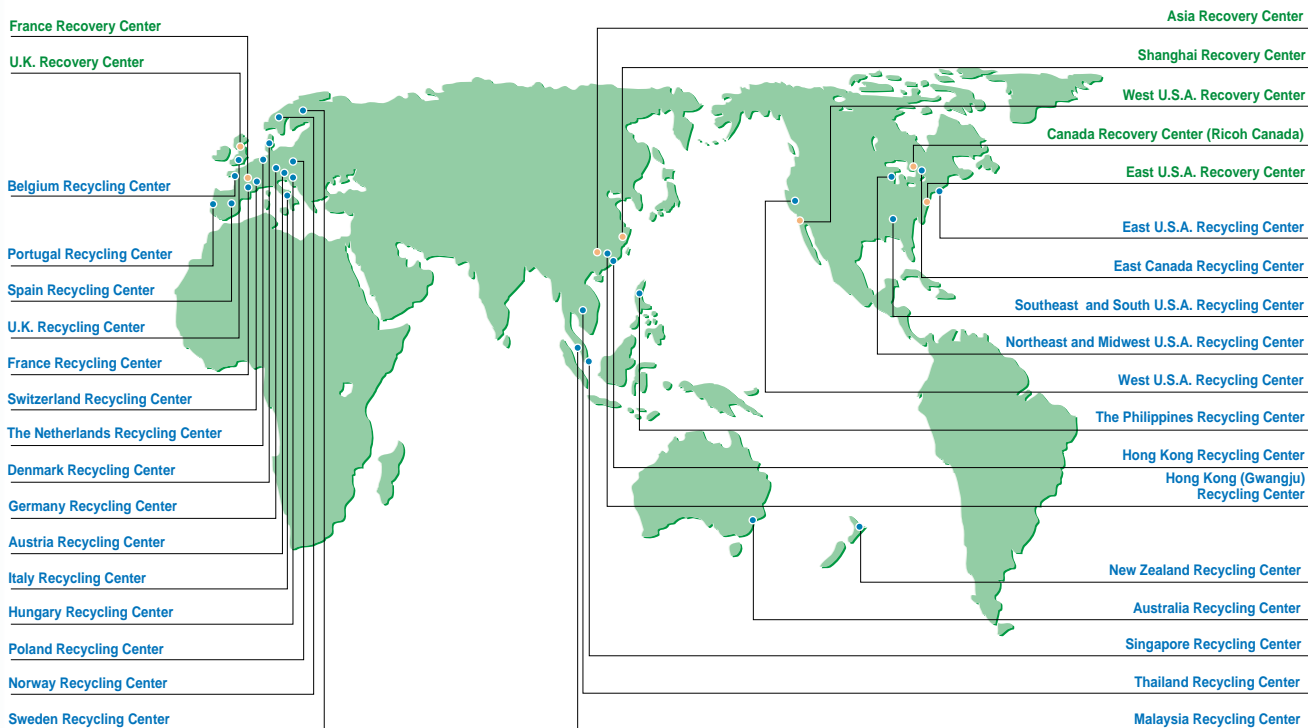 France Recovery Center
U.K. Recovery Center
Belgium Recycling Center
Portugal Recycling Center
Spain Recycling Center
U.K. Recycling Center
France Recycling Center
Switzerland Recycling Center
The Netherlands Recycling Center
Denmark Recycling Center
Germany Recycling Center
Austria Recycling Center
Italy Recycling Center
Hungary Recycling Center
Poland Recycling Center
Norway Recycling Center
Sweden Recycling Center
Asia Recovery Center
Shanghai Recovery Center
West U.S.A. Recovery Center
Canada Recovery Center (Ricoh Canada)
East U.S.A. Recovery Center
East U.S.A. Recycling Center
East Canada Recycling Center
Southeast and South U.S.A. Recycling Center
Northeast and Midwest U.S.A. Recycling Center
West U.S.A. Recycling Center
The Philippines Recycling Center
Hong Kong Recycling Center
Hong Kong (Gwangju)
Recycling Center
New Zealand Recycling Center
Australia Recycling Center
Singapore Recycling Center
Thailand Recycling Center
Malaysia Recycling Center